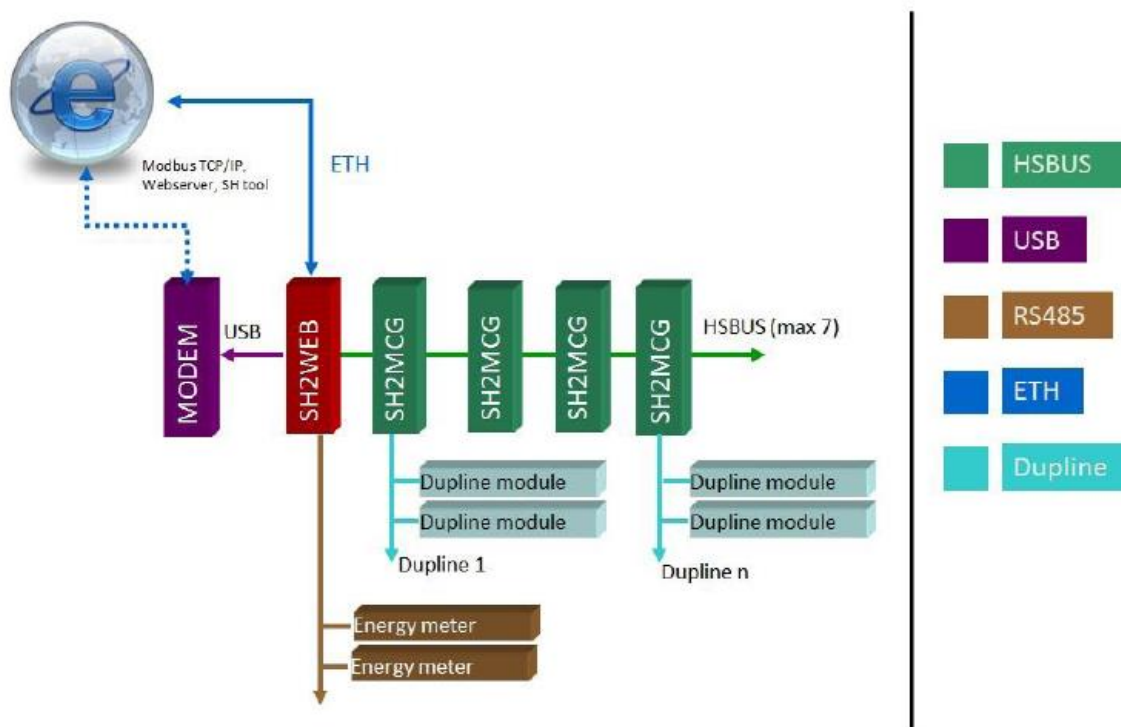 e
Modbus TCP/IP,
Webserver, SH tool
ETH
MODEM
USB
SH2WEB
SH2MCG
SH2MCG
SH2MCG
SH2MCG
HSBUS (max 7)
Dupline module
Dupline module
Dupline 1
Dupline module
Dupline module
Dupline n
Energy meter
Energy meter
HSBUS
USB
RS485
ETH
Dupline